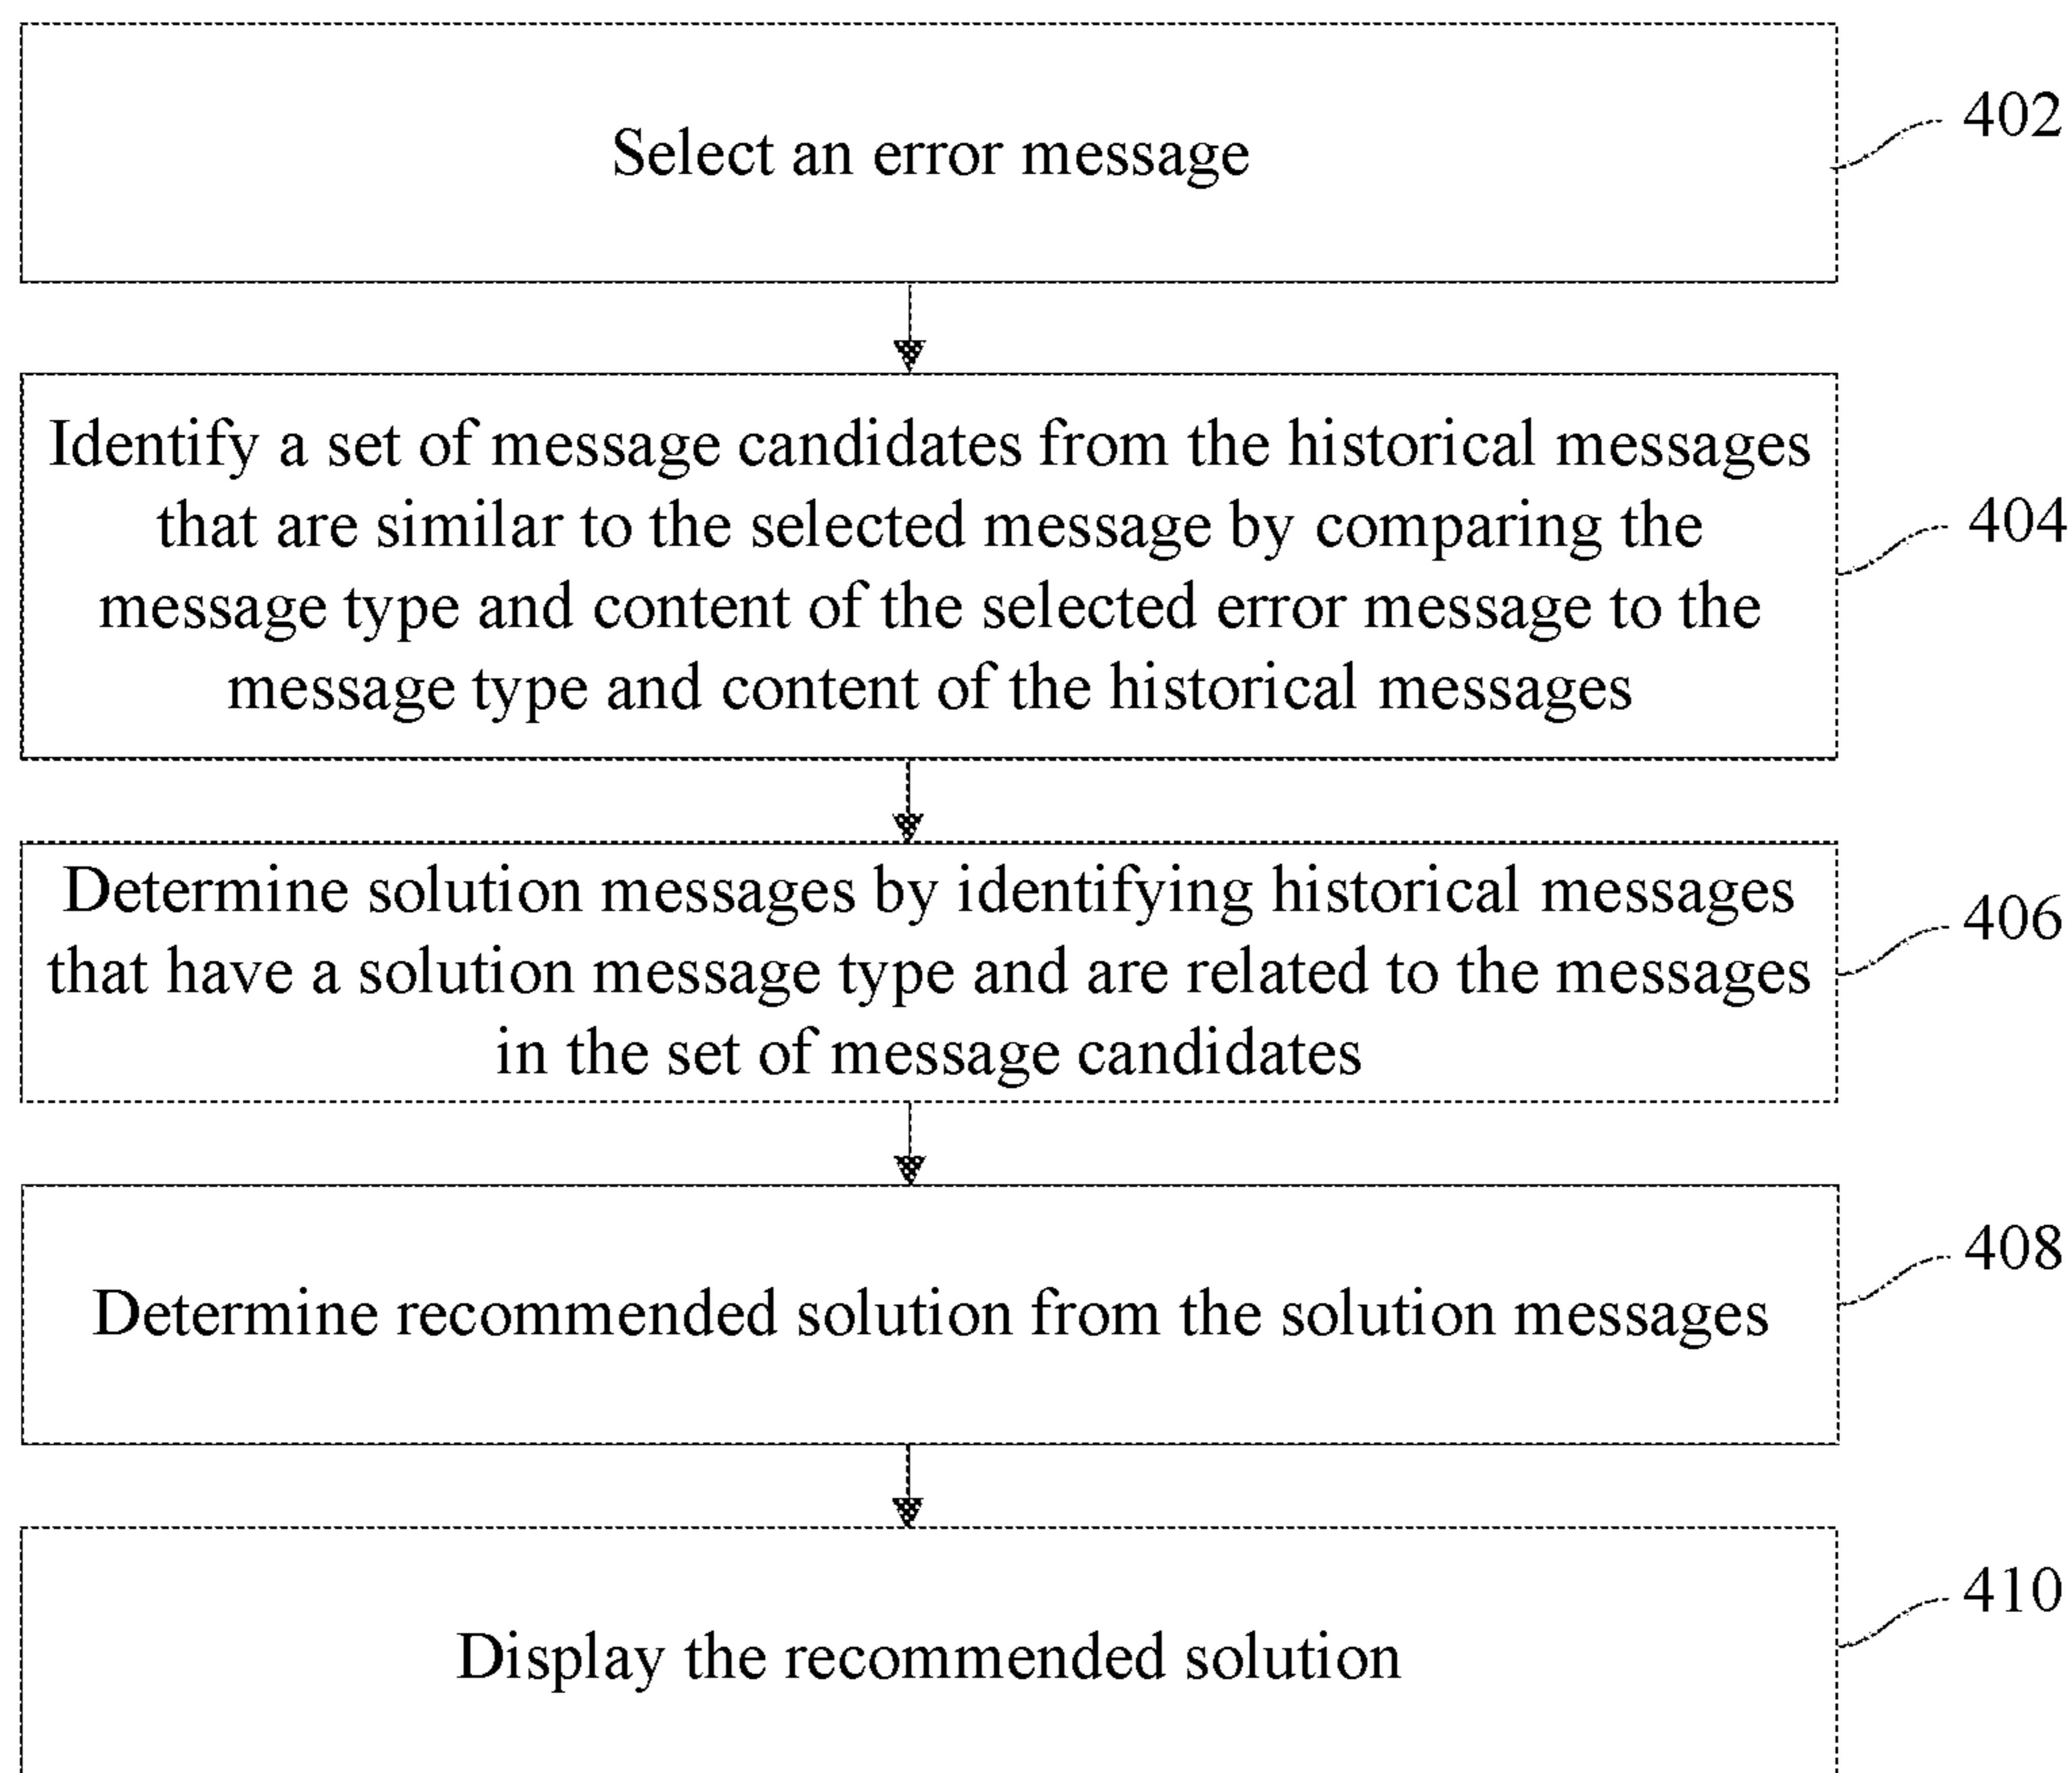 Select an error message
402
Identify a set of message candidates from the historical messages
that are similar to the selected message by comparing the
message type and content of the selected error message to the
message type and content of the historical messages
404
Determine solution messages by identifying historical messages
that have a solution message type and are related to the messages
in the set of message candidates
406
Determine recommended solution from the solution messages
408
Display the recommended solution
410